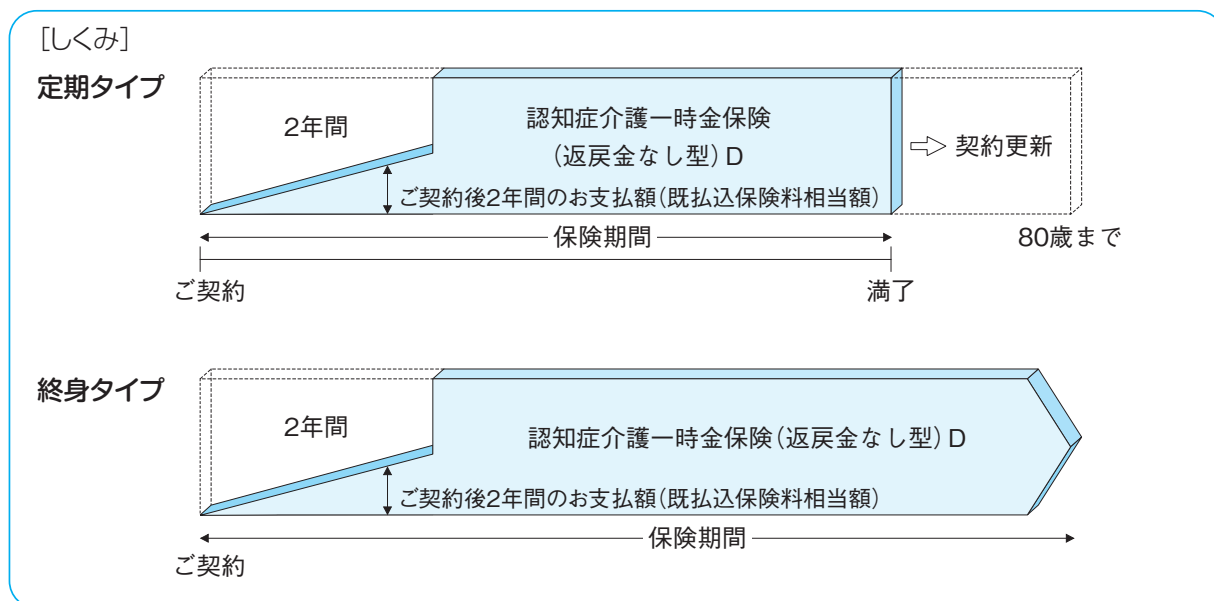 [しくみ]
定期タイプ
2年間
認知症介護一時金保険
(返戻金なし型)D
契約更新
ご契約後2年間のお支払額(既払込保険料相当額)
保険期間
80歳まで
ご契約
満了
終身タイプ
2年間
認知症介護一時金保険(返戻金なし型)D
ご契約後2年間のお支払額(既払込保険料相当額)
保険期間
ご契約